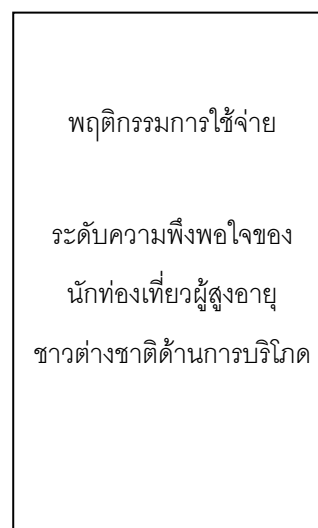 พฤติกรรมการใช้จ่าย
ระดับความพึงพอใจของ
นักท่องเที่ยวผู้สูงอายุ
ชาวต่างชาติด้านการบริโภด